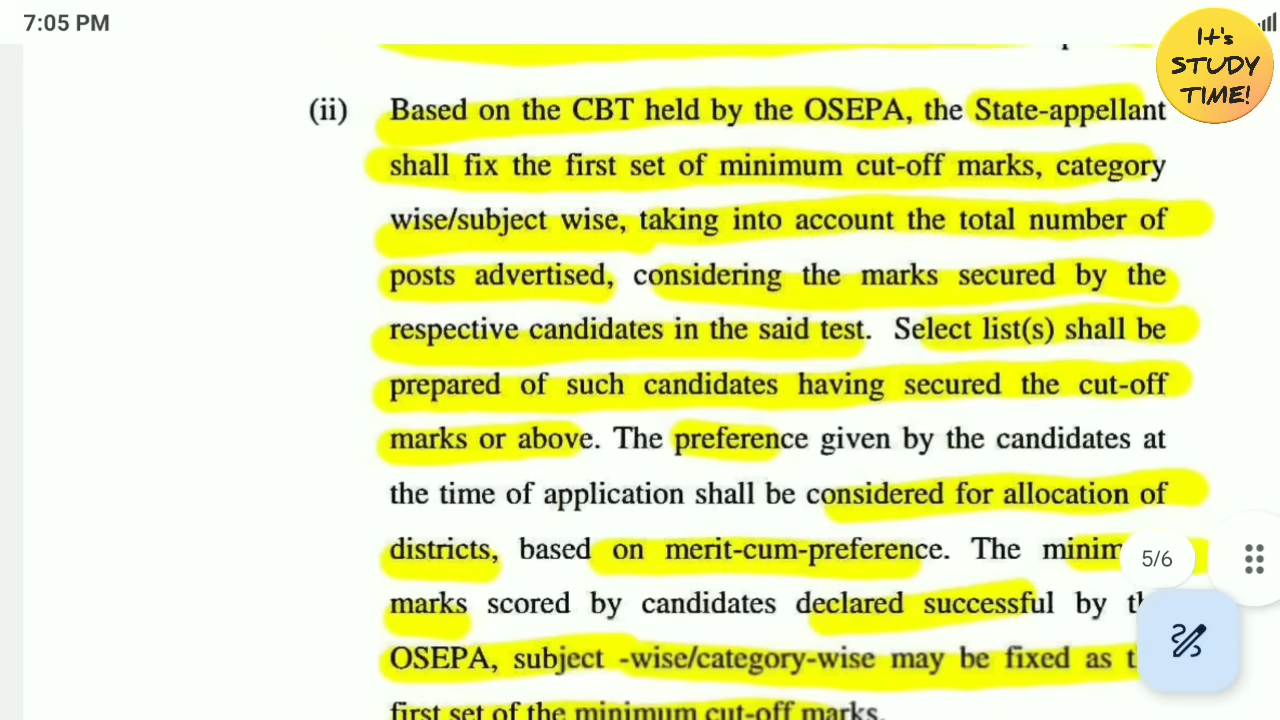 7:05 PM
It's
STUDY
TIME!
(ii) Based on the CBT held by the OSEPA, the State-appellant
shall fix the first set of minimum cut-off marks, category
wise/subject wise, taking into account the total number of
posts advertised, considering the marks secured by the
respective candidates in the said test. Select list(s) shall be
prepared of such candidates having secured the cut-off
marks or above. The preference given by the candidates at
the time of application shall be considered for allocation of
districts, based on merit-cum-preference. The
5/6
marks scored by candidates declared successful by
OSEPA, subject -wise/category-wise may be fixed as
first set of the minimum cut-off marks.